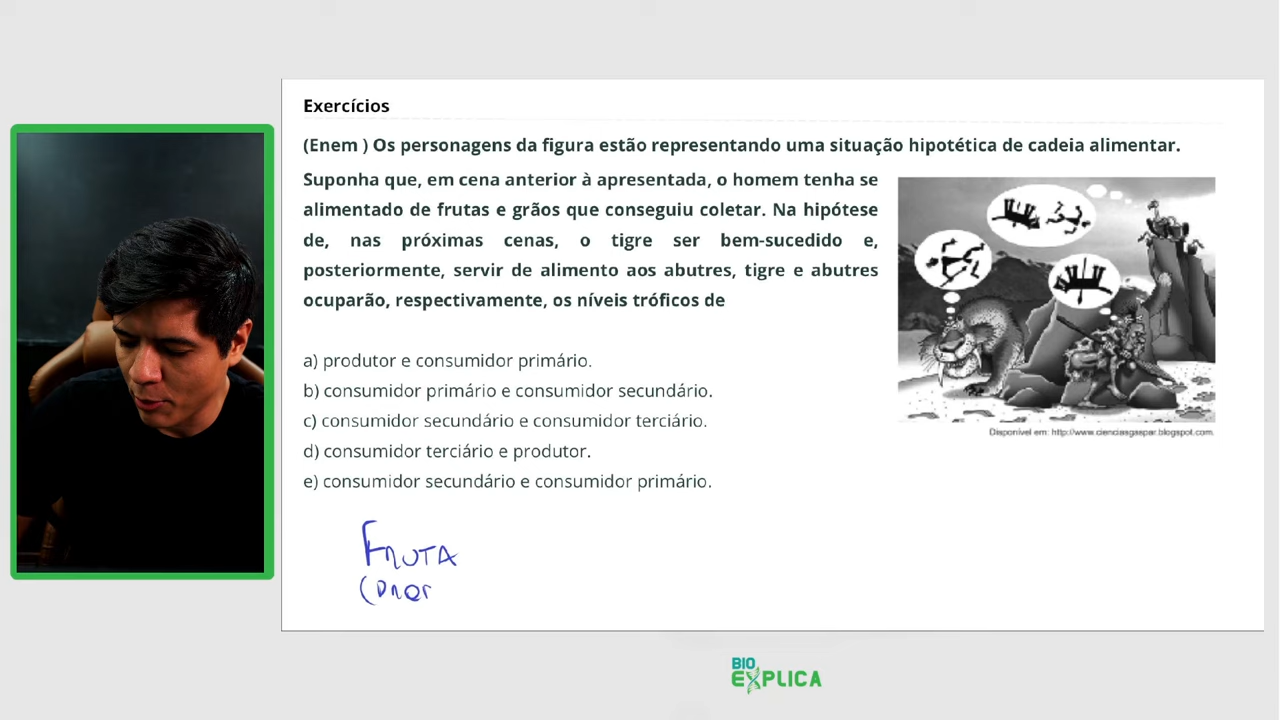 Exercícios
(Enem ) Os personagens da figura estão representando uma situação hipotética de cadeia alimentar.
Suponha que, em cena anterior à apresentada, o homem tenha se
alimentado de frutas e grãos que conseguiu coletar. Na hipótese
de, nas próximas cenas, o tigre ser bem-sucedido e,
posteriormente, servir de alimento aos abutres, tigre e abutres
ocuparão, respectivamente, os níveis tróficos de
a) produtor e consumidor primário.
b) consumidor primário e consumidor secundário.
c) consumidor secundário e consumidor terciário.
d) consumidor terciário e produtor.
e) consumidor secundário e consumidor primário.
Disponível em: http://www.cienciasgaspar.blogspot.com.
FRUTA
BIO
EXPLICA